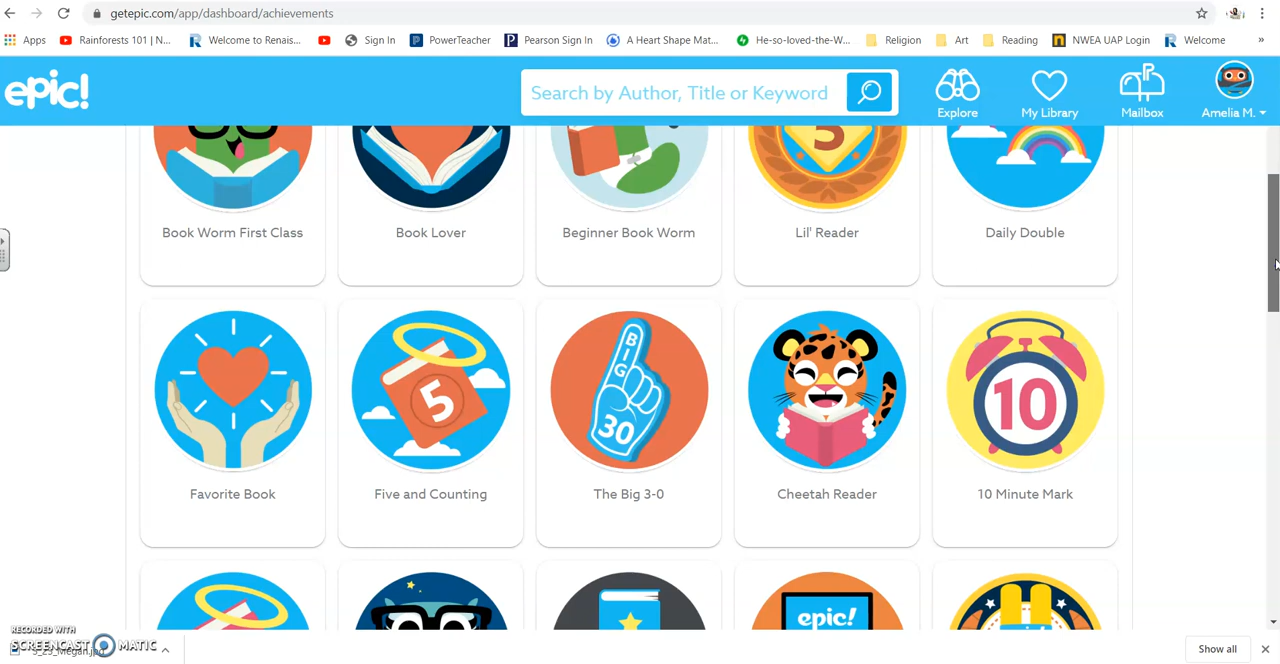 getepic.com/app/dashboard/achievements
Apps Rainforests 101 | N... Welcome to Renais... Sign In PowerTeacher Pearson Sign In A Heart Shape Mat... He-so-loved-the-W... Religion Art Reading NWEA UAP Login Welcome »
epic!
Search by Author, Title or Keyword
Explore My Library Mailbox Amelia M.
5
Book Worm First Class Book Lover Beginner Book Worm Lil' Reader Daily Double
5
BIG
30
10
Favorite Book Five and Counting The Big 3-0 Cheetah Reader 10 Minute Mark
epic!
RECORDED WITH
SCREENCAST MATIC
Show all